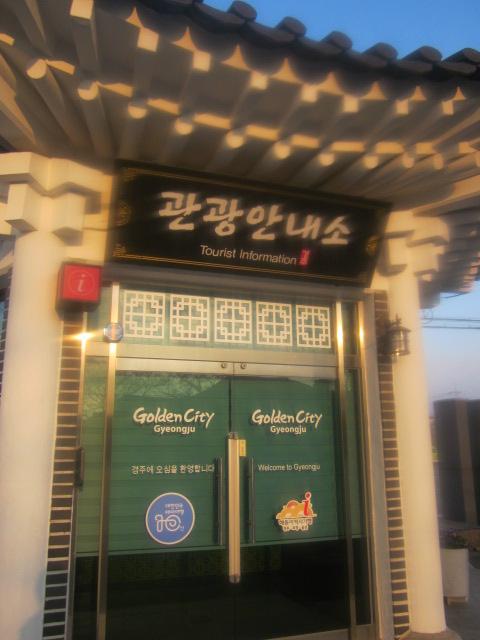 관광안내소
Tourist Information
i
Golden City
Gyeongju
Golden City
Gyeongju
경주에 오심을 환영합니다
Welcome to Gyeongju
i